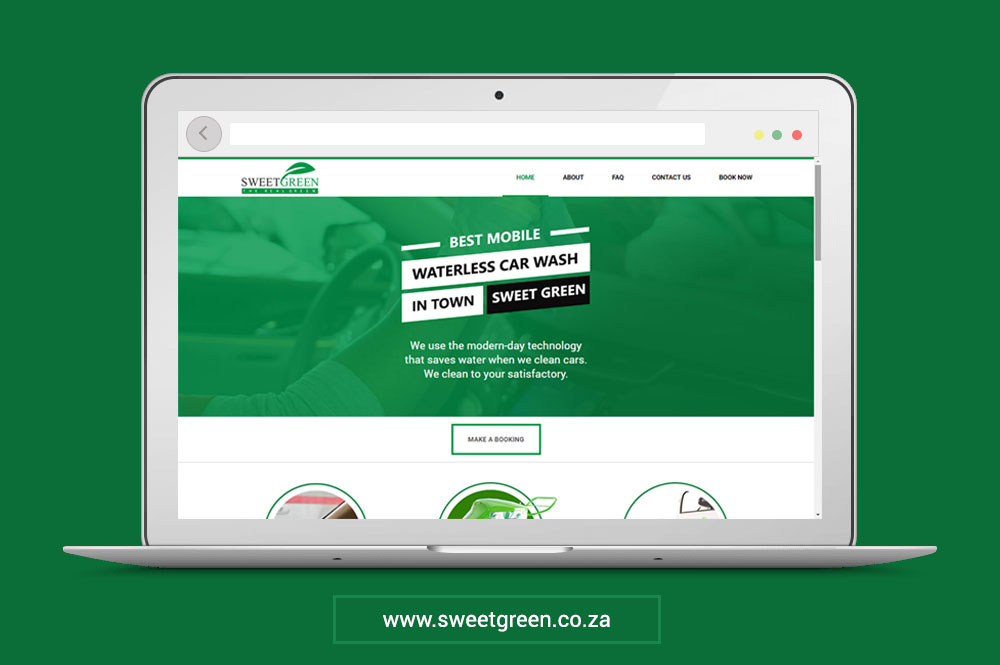 SWEETGREEN
THE REAL GREEN
HOME ABOUT FAQ CONTACT US BOOK NOW
BEST MOBILE
WATERLESS CAR WASH
IN TOWN SWEET GREEN
We use the modern-day technology
that saves water when we clean cars.
We clean to your satisfactory.
MAKE A BOOKING
www.sweetgreen.co.za